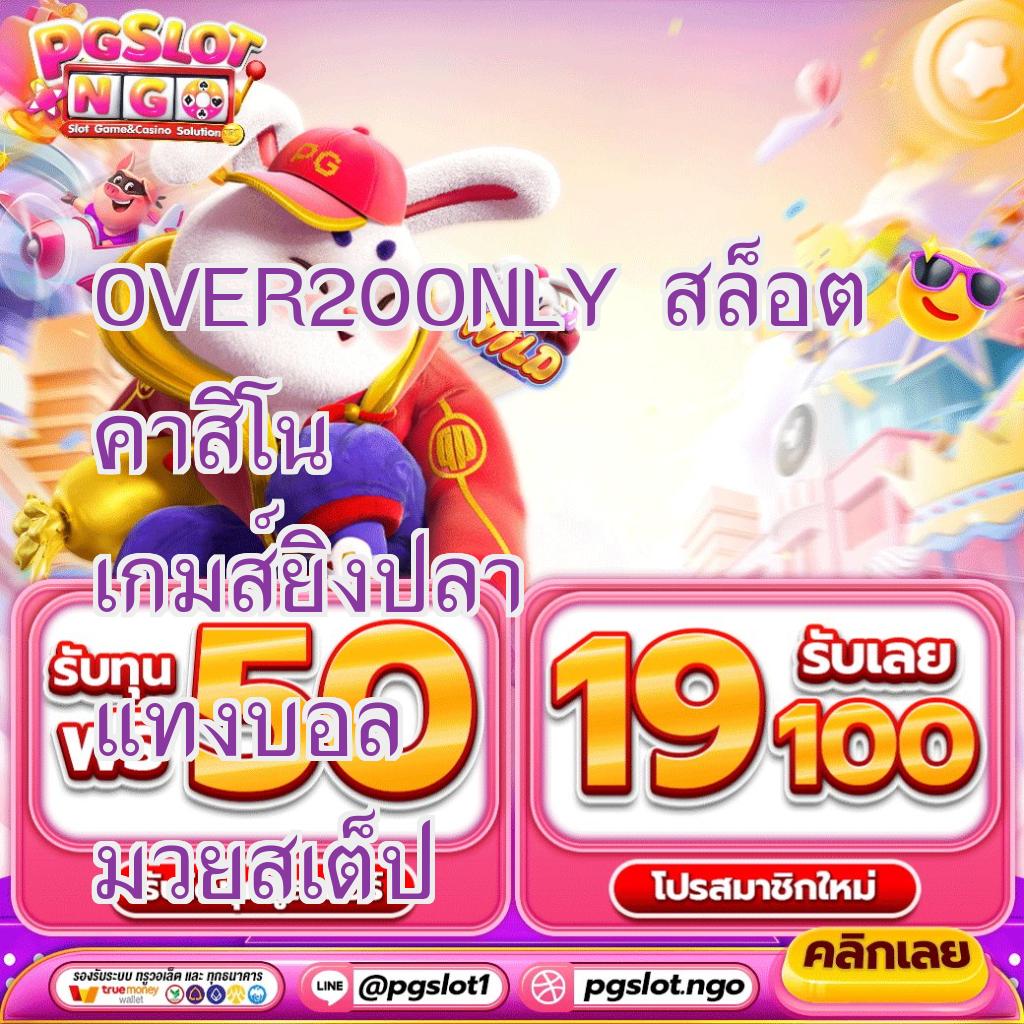 PGSLOT
NGO
Slot Game&Casino Solution
PG
OVER20ONLY สล็อต
WILD
คาสิโน
เกมส์ยิงปลา
รับทุน
ฟรี 50
19 รับเลย
100
แทงบอล
มวยสเต็ป
โปรสมาชิกใหม่
คลิกเลย
รองรับระบบ ทรูวอเล็ต และ ทุกธนาคาร
truemoney
wallet
LINE @pgslot1
pgslot.ngo